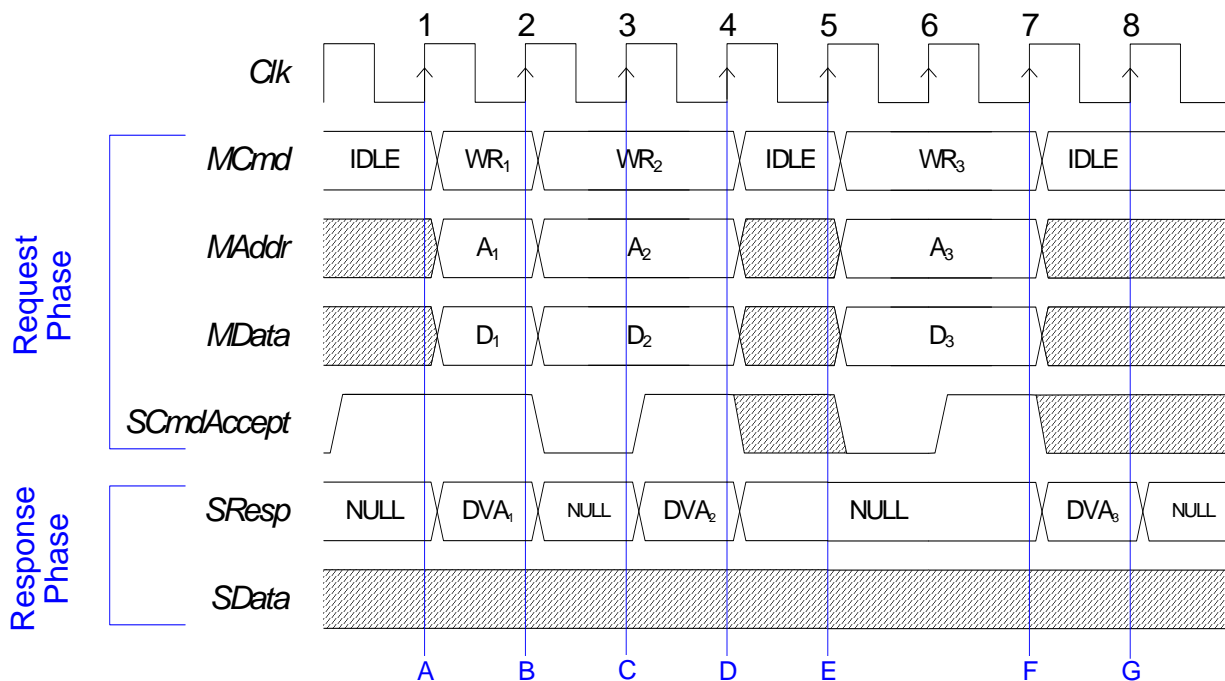 1 2 3 4 5 6 7 8
Clk
Request Phase
MCmd IDLE WR₁ WR₂ IDLE WR₃ IDLE
MAddr A₁ A₂ A₃
MData D₁ D₂ D₃
SCmdAccept
Response Phase
SResp NULL DVA₁ NULL DVA₂ NULL DVA₃ NULL
SData
A B C D E F G